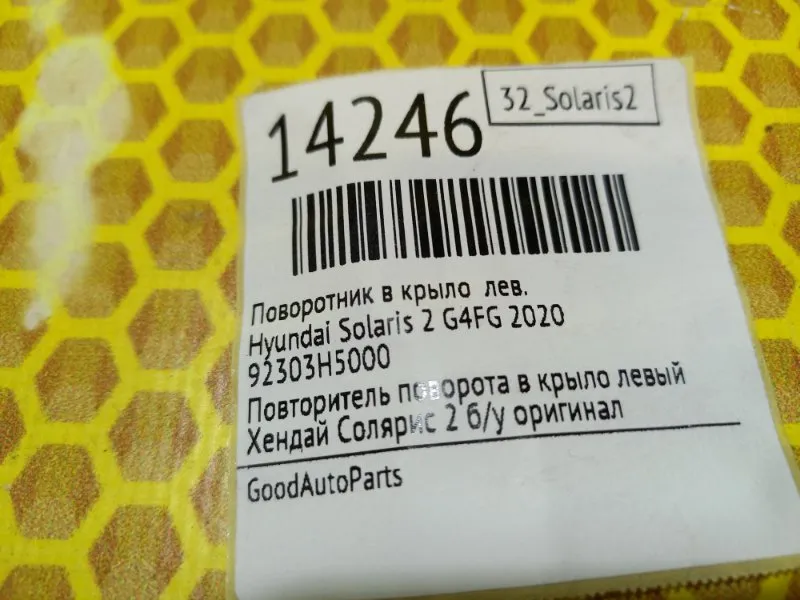 14246
32_Solaris2
Поворотник в крыло лев.
Hyundai Solaris 2 G4FG 2020
92303H5000
Повторитель поворота в крыло левый
Хендай Солярис 2 б/у оригинал
GoodAutoParts